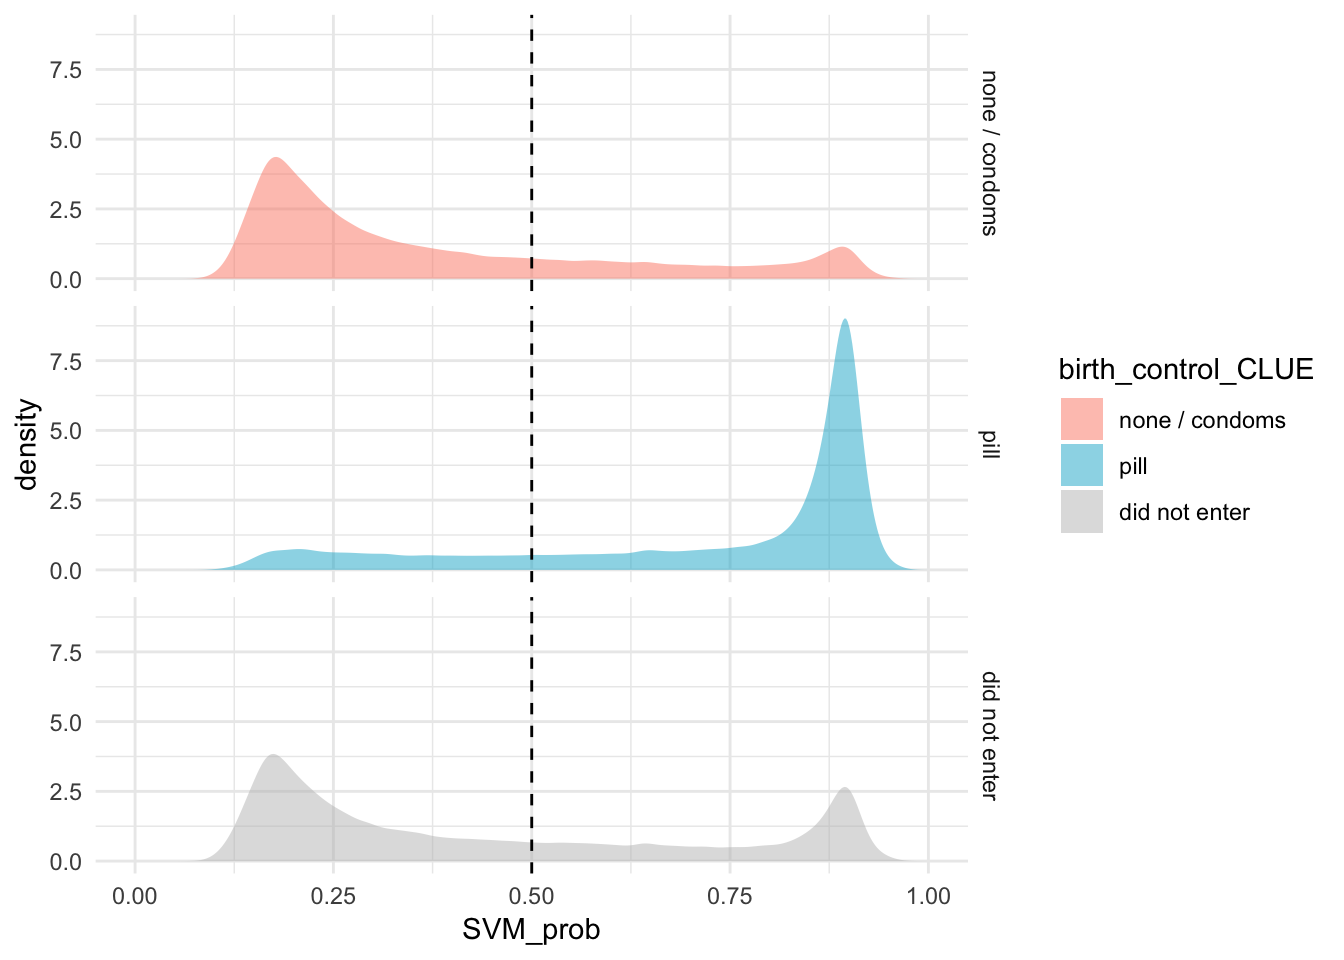 density
7.5
5.0
2.5
0.0
none / condoms
7.5
5.0
2.5
0.0
pill
7.5
5.0
2.5
0.0
did not enter
0.00 0.25 0.50 0.75 1.00
SVM_prob
birth_control_CLUE
none / condoms
pill
did not enter